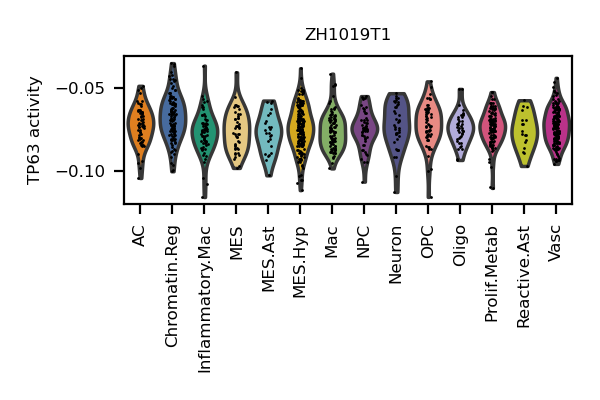 ZH1019T1
TP63 activity
−0.05
−0.10
AC
Chromatin.Reg
Inflammatory.Mac
MES
MES.Ast
MES.Hyp
Mac
NPC
Neuron
OPC
Oligo
Prolif.Metab
Reactive.Ast
Vasc